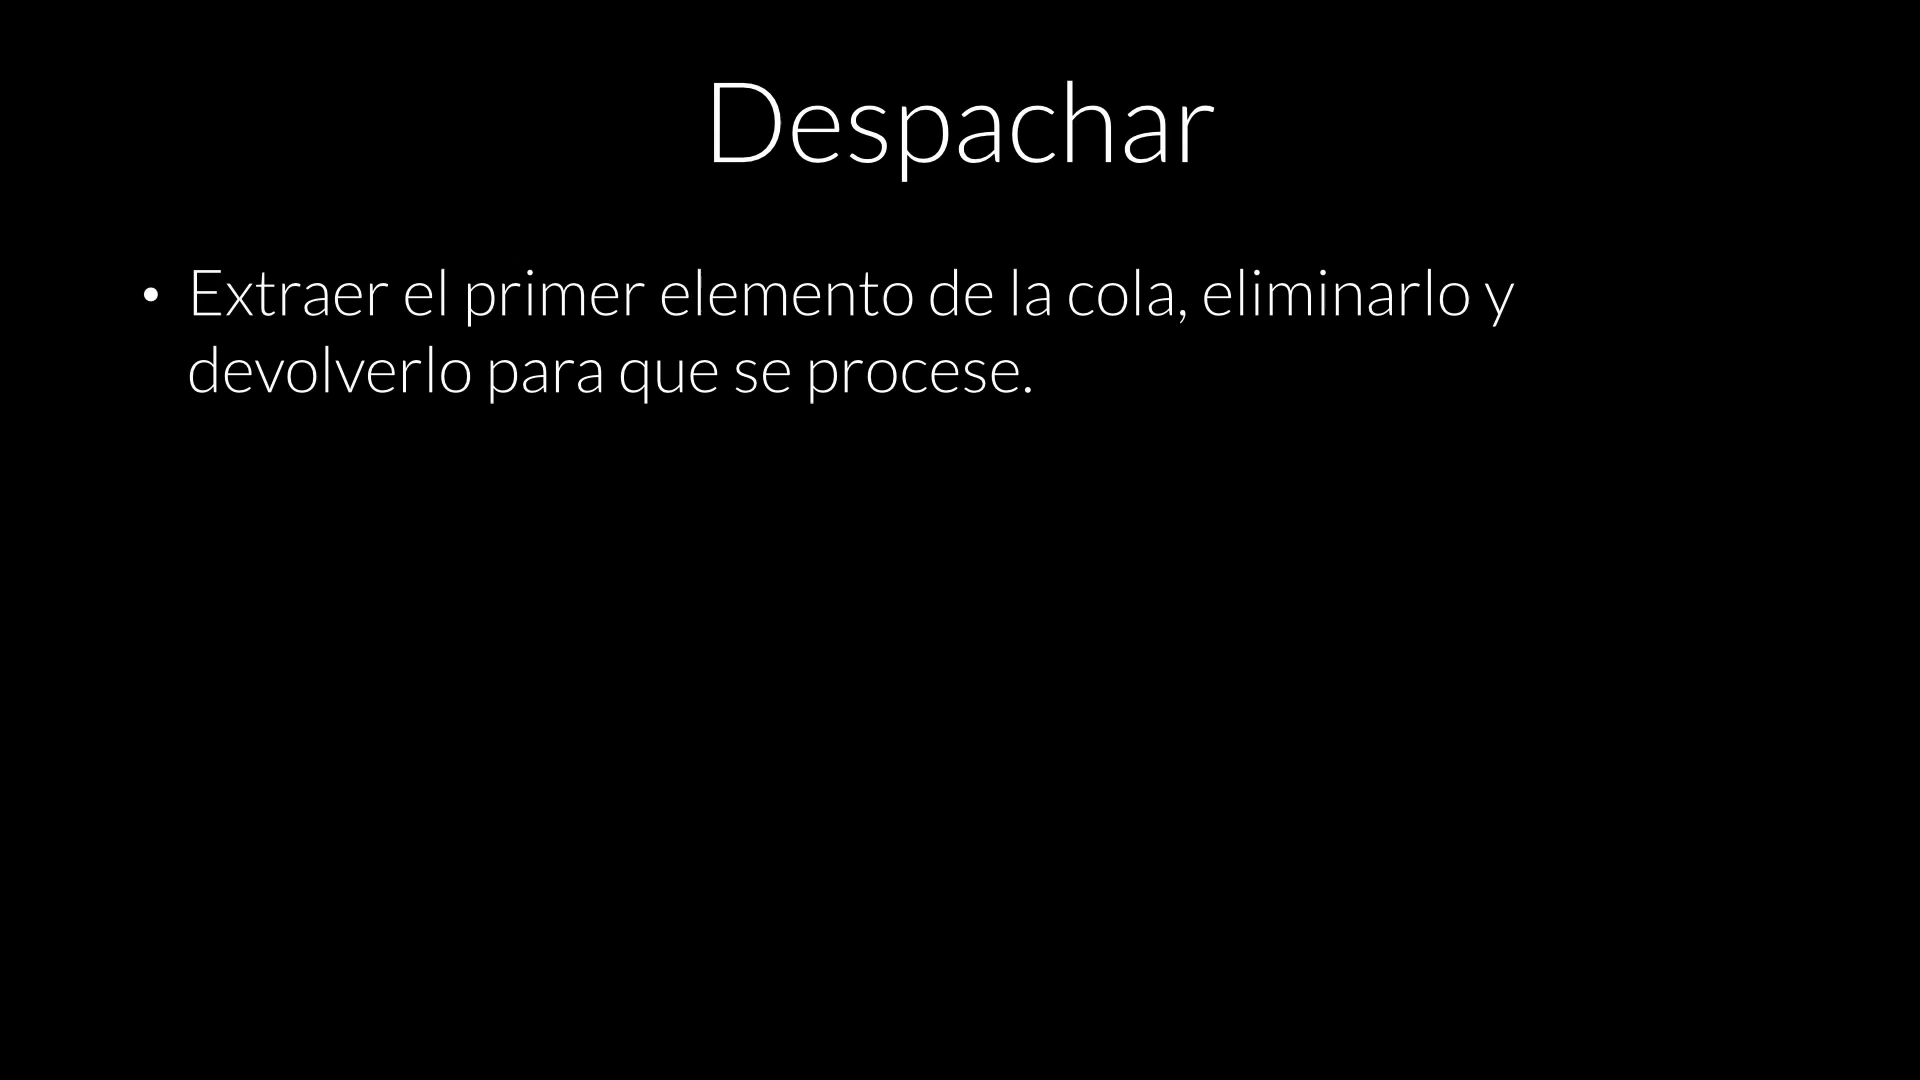 Despachar
• Extraer el primer elemento de la cola, eliminarlo y
devolverlo para que se procese.